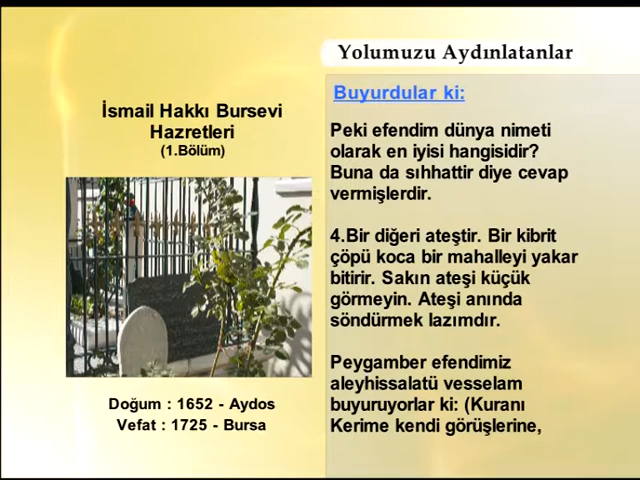 Yolumuzu Aydınlatanlar
İsmail Hakkı Bursevi
Hazretleri
(1.Bölüm)
Doğum : 1652 - Aydos
Vefat : 1725 - Bursa
Buyurdular ki:
Peki efendim dünya nimeti
olarak en iyisi hangisidir?
Buna da sıhhattir diye cevap
vermişlerdir.
4.Bir diğeri ateştir. Bir kibrit
çöpü koca bir mahalleyi yakar
bitirir. Sakın ateşi küçük
görmeyin. Ateşi anında
söndürmek lazımdır.
Peygamber efendimiz
aleyhissalatü vesselam
buyuruyorlar ki: (Kuranı
Kerime kendi görüşlerine,